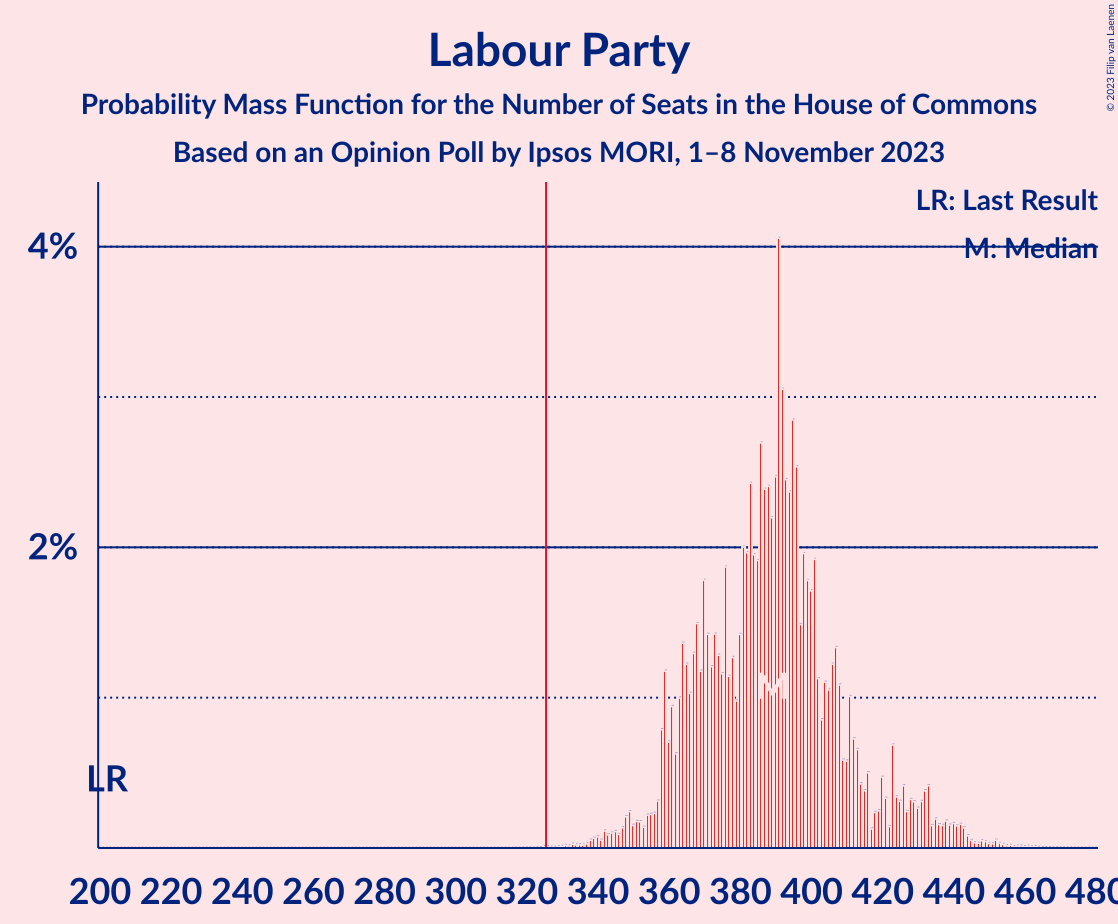 Labour Party
Probability Mass Function for the Number of Seats in the House of Commons
Based on an Opinion Poll by Ipsos MORI, 1–8 November 2023
© 2023 Filip van Laenen
LR: Last Result
M: Median
4%
2%
LR
M
200 220 240 260 280 300 320 340 360 380 400 420 440 460 480